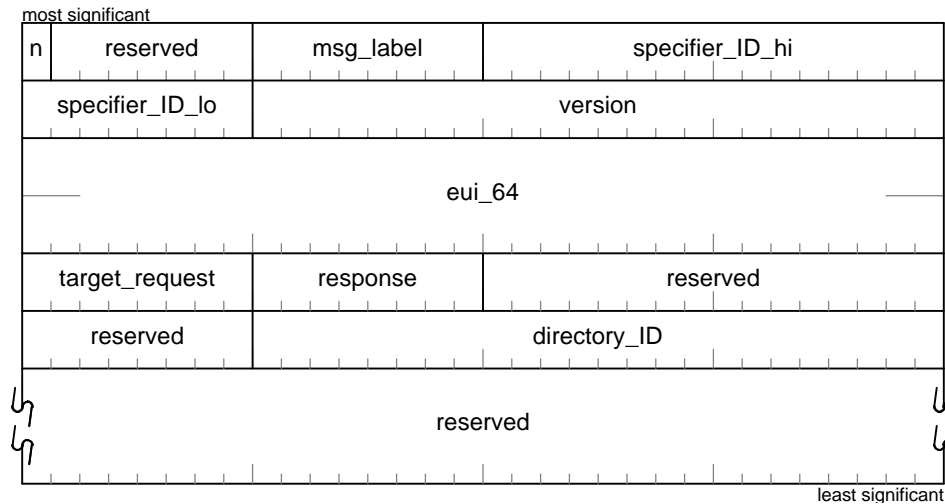 most significant
n reserved msg_label specifier_ID_hi
specifier_ID_lo version
eui_64
target_request response reserved
reserved directory_ID
reserved
least significant